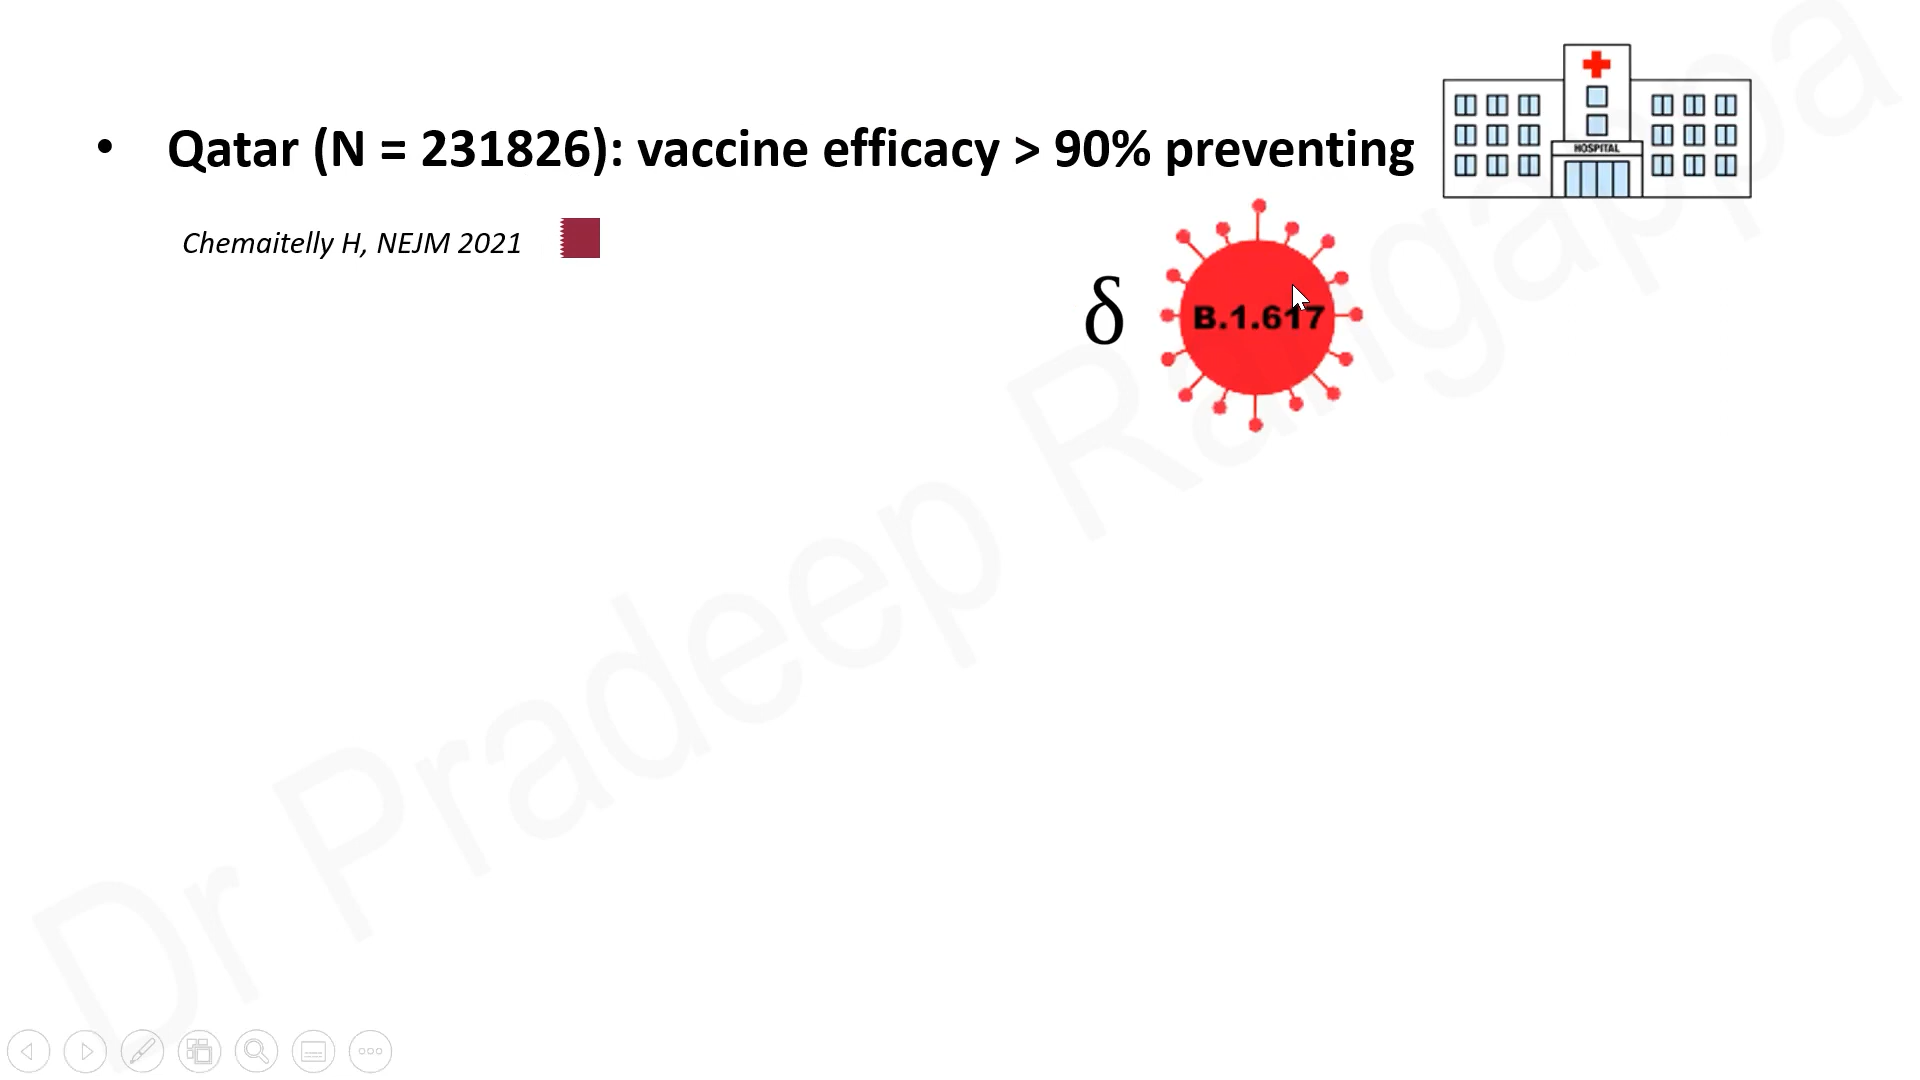 • Qatar (N = 231826): vaccine efficacy > 90% preventing
HOSPITAL
Chemaitelly H, NEJM 2021
δ
B.1.617
Dr Pradeep Rangappa